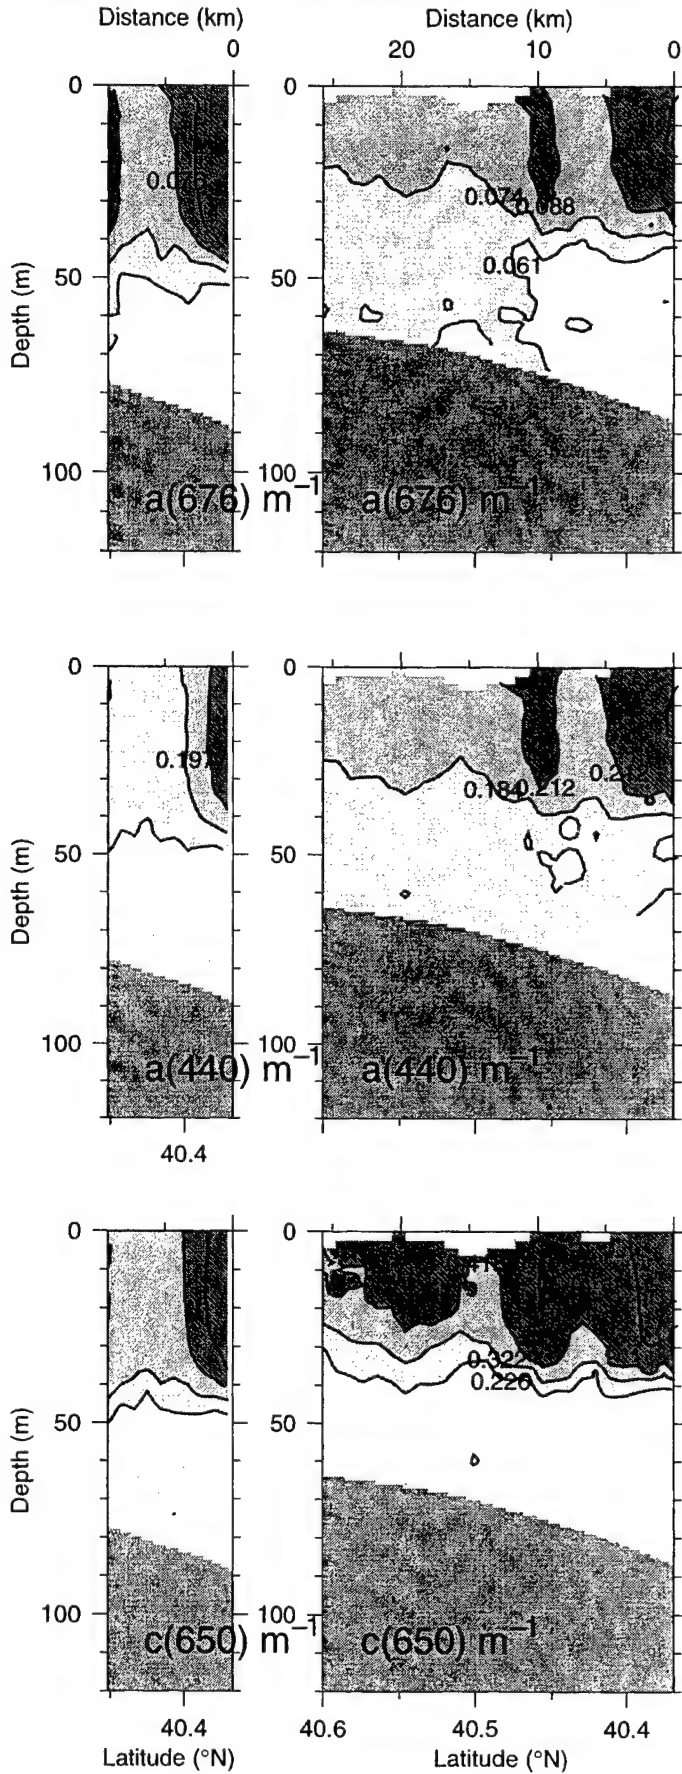 Distance (km) Distance (km)
0 20 10 0
0 0
0.074 0.088
50 50 0.061
Depth (m)
100 100
a(676) m⁻¹ a(676) m⁻¹
0 0
0.197 0.184 0.212
50 50
Depth (m)
100 100
a(440) m⁻¹ a(440) m⁻¹
40.4
0 0
0.322
0.226
50 50
Depth (m)
100 100
c(650) m⁻¹ c(650) m⁻¹
40.4 40.6 40.5 40.4
Latitude (°N) Latitude (°N)